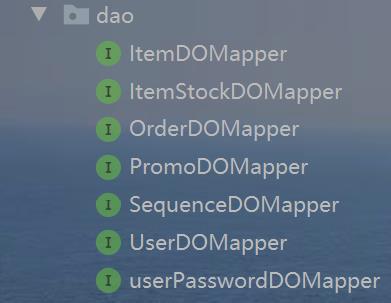 dao
I ItemDOMapper
I ItemStockDOMapper
I OrderDOMapper
I PromoDOMapper
I SequenceDOMapper
I UserDOMapper
I userPasswordDOMapper